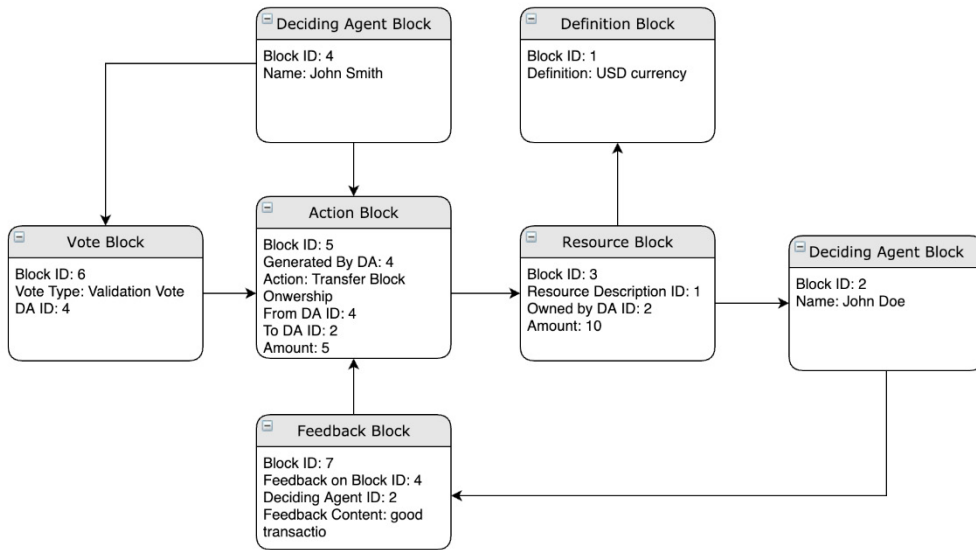 Deciding Agent Block
Block ID: 4
Name: John Smith
Definition Block
Block ID: 1
Definition: USD currency
Vote Block
Block ID: 6
Vote Type: Validation Vote
DA ID: 4
Action Block
Block ID: 5
Generated By DA: 4
Action: Transfer Block
Onwership
From DA ID: 4
To DA ID: 2
Amount: 5
Resource Block
Block ID: 3
Resource Description ID: 1
Owned by DA ID: 2
Amount: 10
Deciding Agent Block
Block ID: 2
Name: John Doe
Feedback Block
Block ID: 7
Feedback on Block ID: 4
Deciding Agent ID: 2
Feedback Content: good
transactio